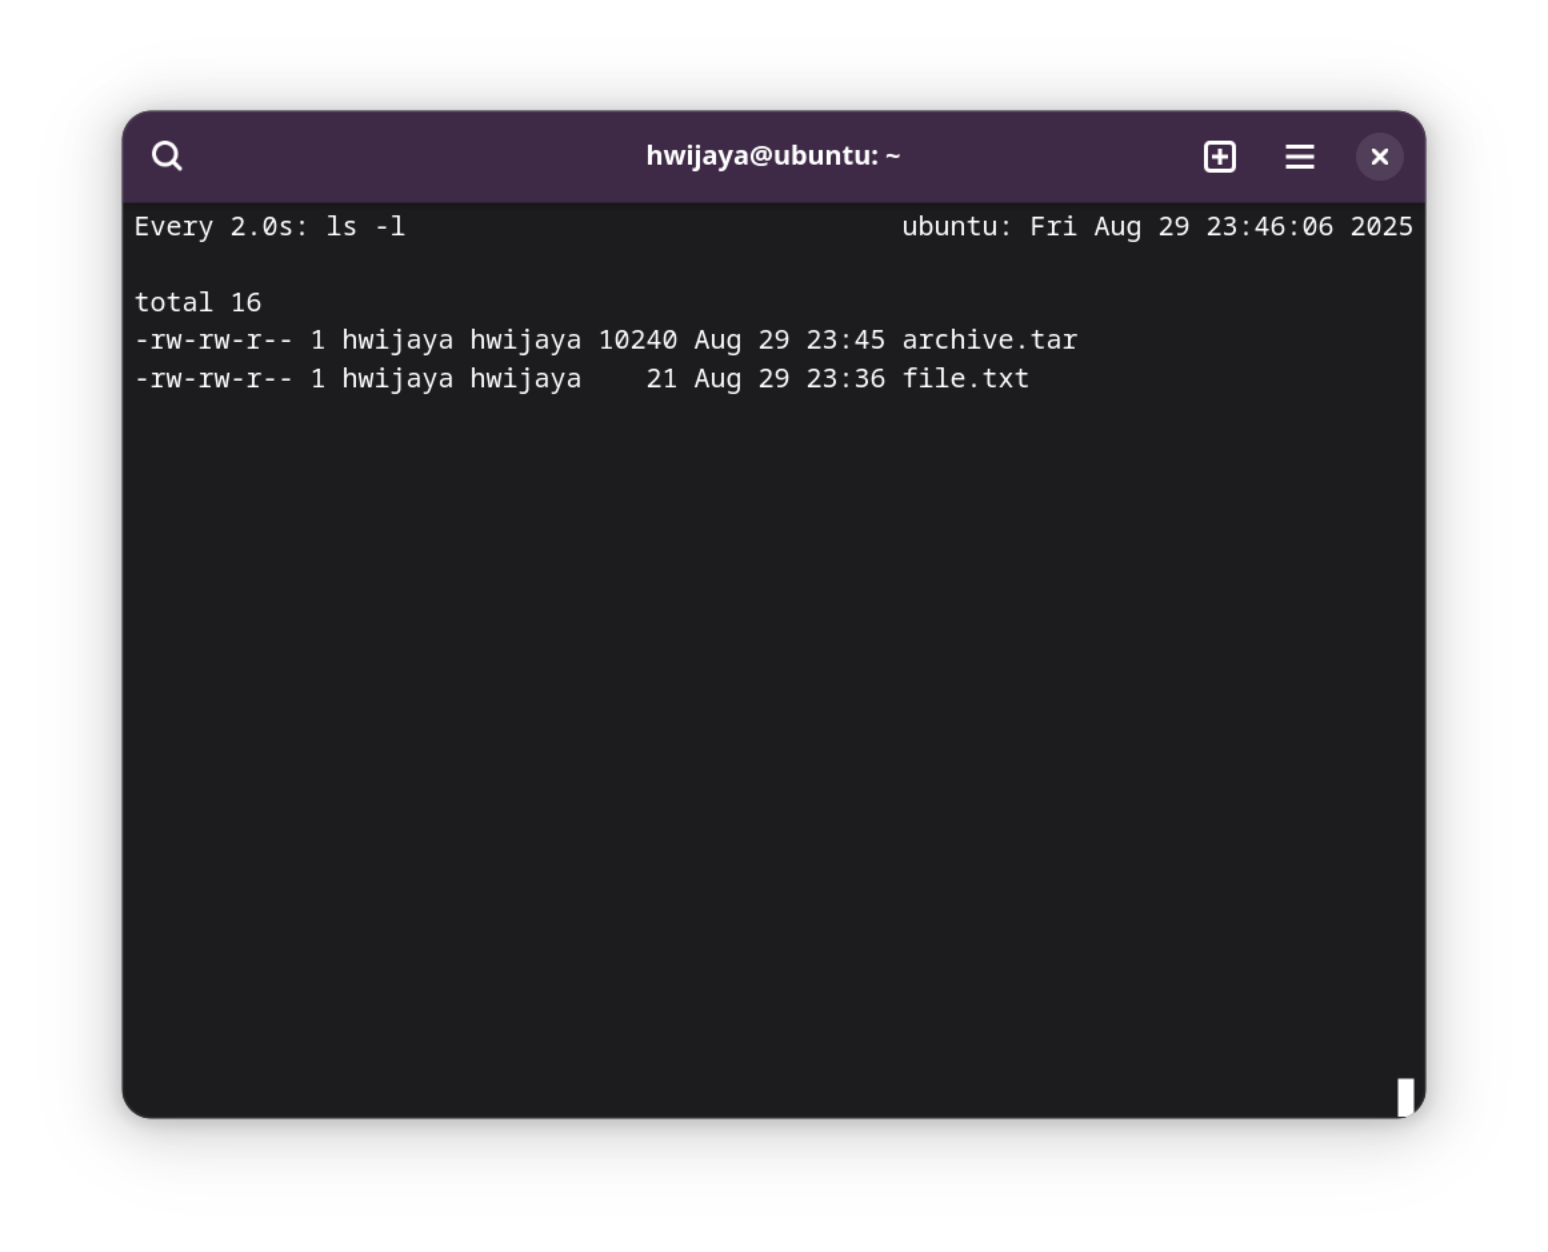 hwijaya@ubuntu: ~
Every 2.0s: ls -l                               ubuntu: Fri Aug 29 23:46:06 2025

total 16
-rw-rw-r-- 1 hwijaya hwijaya 10240 Aug 29 23:45 archive.tar
-rw-rw-r-- 1 hwijaya hwijaya    21 Aug 29 23:36 file.txt